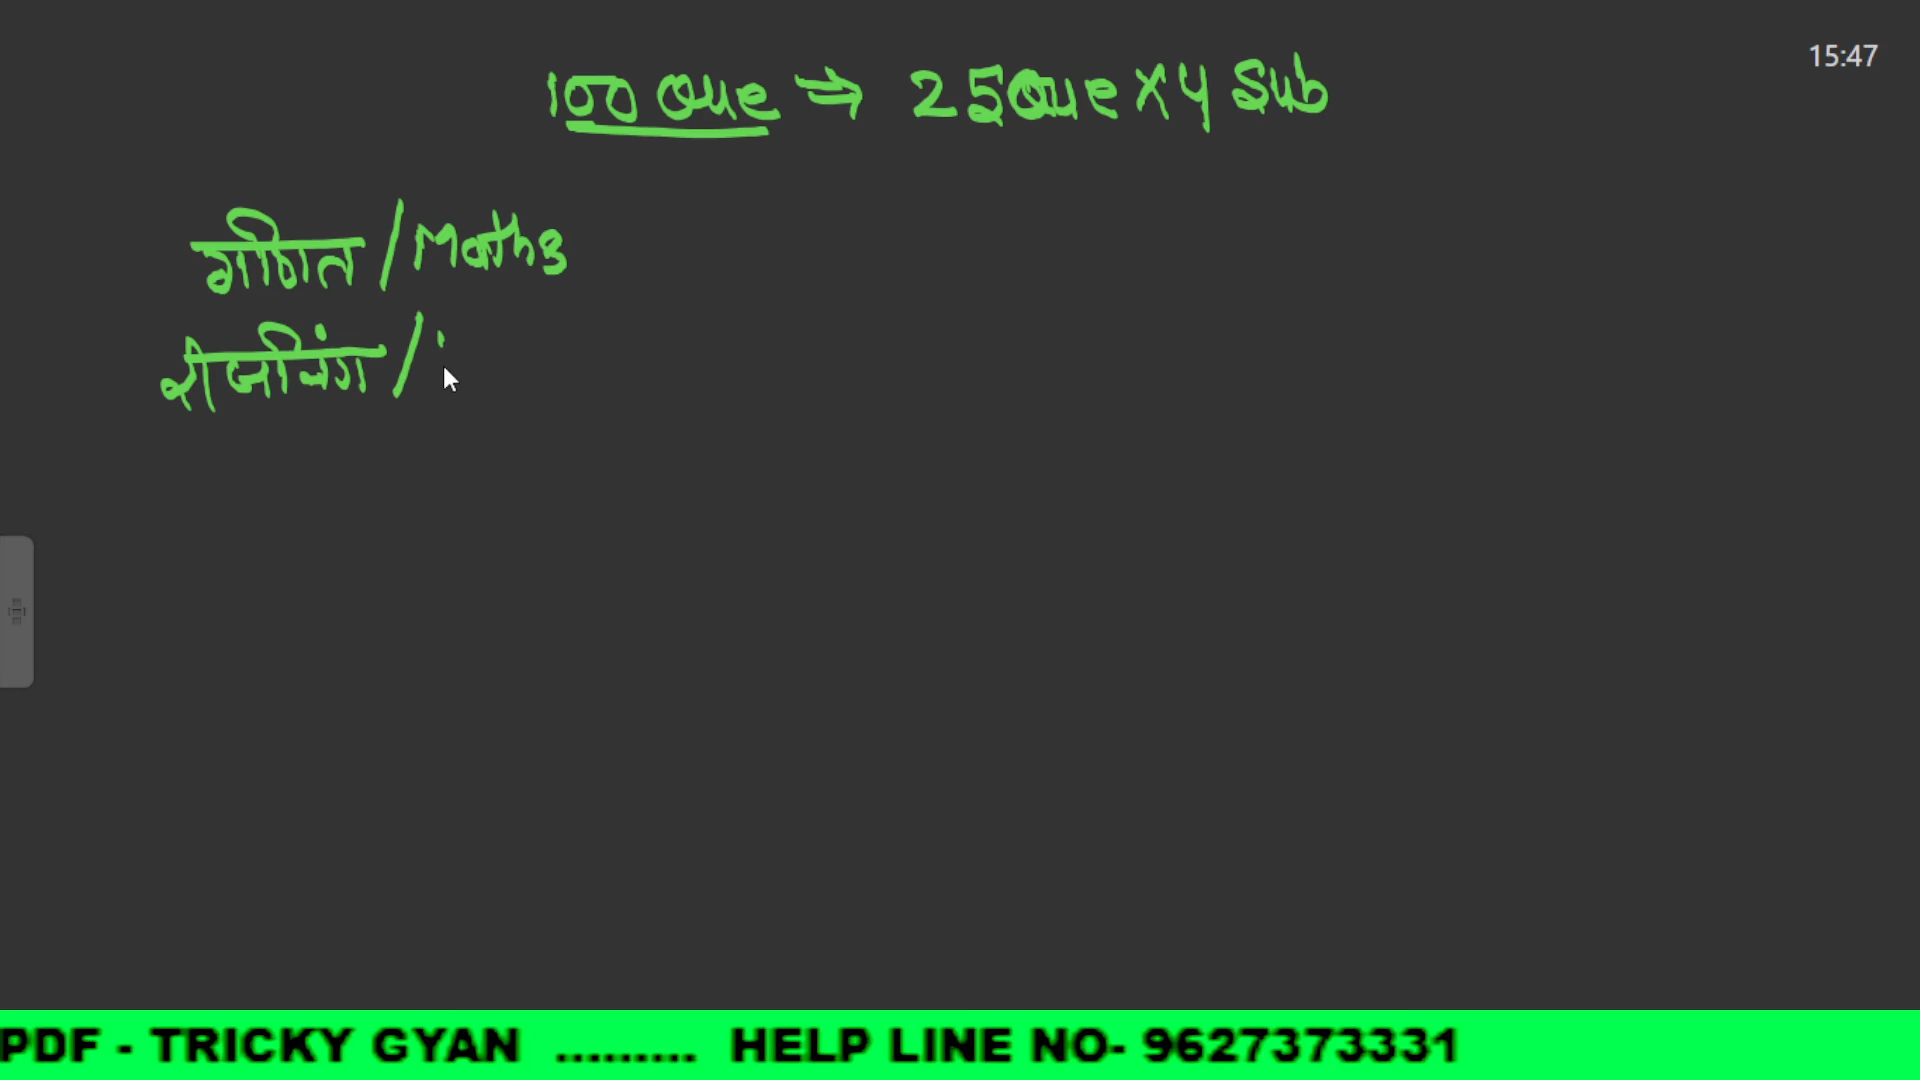 15:47
100 Que ⇒ 25 Que × 4 Sub
गणित / Maths
रीजनिंग /
PDF - TRICKY GYAN ......... HELP LINE NO- 9627373331